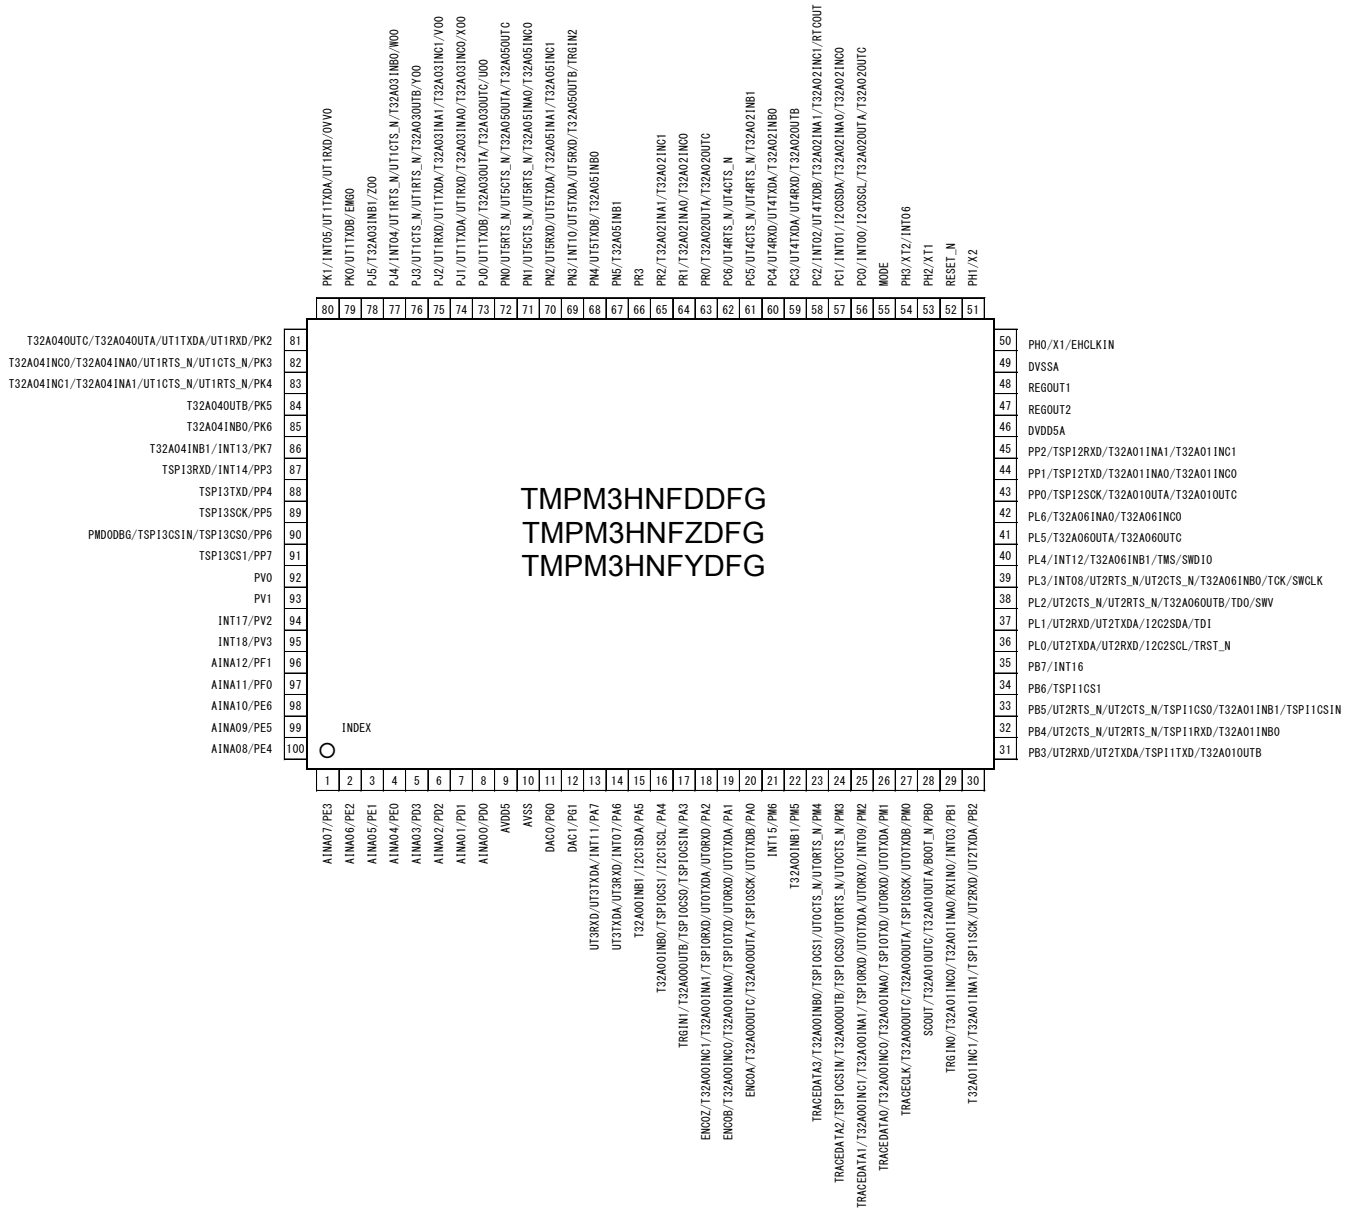 PK1/INT05/UT1TXDA/UT1RXD/OVV0
PK0/UT1TXDB/EMG0
PJ5/T32A03INB1/ZO0
PJ4/INT04/UT1RTS_N/UT1CTS_N/T32A03INB0/WO0
PJ3/UT1CTS_N/UT1RTS_N/T32A03OUTB/YO0
PJ2/UT1RXD/UT1TXDA/T32A03INA1/T32A03INC1/VO0
PJ1/UT1TXDA/UT1RXD/T32A03INA0/T32A03INC0/XO0
PJ0/UT1TXDB/T32A03OUTA/T32A03OUTC/UO0
PN0/UT5RTS_N/UT5CTS_N/T32A05OUTA/T32A05OUTC
PN1/UT5CTS_N/UT5RTS_N/T32A05INA0/T32A05INC0
PN2/UT5RXD/UT5TXDA/T32A05INA1/T32A05INC1
PN3/INT10/UT5TXDA/UT5RXD/T32A05OUTB/TRGIN2
PN4/UT5TXDB/T32A05INB0
PN5/T32A05INB1
PR3
PR2/T32A02INA1/T32A02INC1
PR1/T32A02INA0/T32A02INC0
PR0/T32A02OUTA/T32A02OUTC
PC6/UT4RTS_N/UT4CTS_N
PC5/UT4CTS_N/UT4RTS_N/T32A02INB1
PC4/UT4RXD/UT4TXDA/T32A02INB0
PC3/UT4TXDA/UT4RXD/T32A02OUTB
PC2/INT02/UT4TXDB/T32A02INA1/T32A02INC1/RTCOUT
PC1/INT01/I2C0SDA/T32A02INA0/T32A02INC0
PC0/INT00/I2C0SCL/T32A02OUTA/T32A02OUTC
MODE
PH3/XT2/INT06
PH2/XT1
RESET_N
PH1/X2
80 79 78 77 76 75 74 73 72 71 70 69 68 67 66 65 64 63 62 61 60 59 58 57 56 55 54 53 52 51
T32A04OUTC/T32A04OUTA/UT1TXDA/UT1RXD/PK2 81
T32A04INC0/T32A04INA0/UT1RTS_N/UT1CTS_N/PK3 82
T32A04INC1/T32A04INA1/UT1CTS_N/UT1RTS_N/PK4 83
T32A04OUTB/PK5 84
T32A04INB0/PK6 85
T32A04INB1/INT13/PK7 86
TSPI3RXD/INT14/PP3 87
TSPI3TXD/PP4 88
TSPI3SCK/PP5 89
PMD0DBG/TSPI3CSIN/TSPI3CS0/PP6 90
TSPI3CS1/PP7 91
PV0 92
PV1 93
INT17/PV2 94
INT18/PV3 95
AINA12/PF1 96
AINA11/PF0 97
AINA10/PE6 98
AINA09/PE5 99
AINA08/PE4 100
TMPM3HNFDDFG
TMPM3HNFZDFG
TMPM3HNFYDFG
INDEX
50 PH0/X1/EHCLKIN
49 DVSSA
48 REGOUT1
47 REGOUT2
46 DVDD5A
45 PP2/TSPI2RXD/T32A01INA1/T32A01INC1
44 PP1/TSPI2TXD/T32A01INA0/T32A01INC0
43 PP0/TSPI2SCK/T32A01OUTA/T32A01OUTC
42 PL6/T32A06INA0/T32A06INC0
41 PL5/T32A06OUTA/T32A06OUTC
40 PL4/INT12/T32A06INB1/TMS/SWDIO
39 PL3/INT08/UT2RTS_N/UT2CTS_N/T32A06INB0/TCK/SWCLK
38 PL2/UT2CTS_N/UT2RTS_N/T32A06OUTB/TDO/SWV
37 PL1/UT2RXD/UT2TXDA/I2C2SDA/TDI
36 PL0/UT2TXDA/UT2RXD/I2C2SCL/TRST_N
35 PB7/INT16
34 PB6/TSPI1CS1
33 PB5/UT2RTS_N/UT2CTS_N/TSPI1CS0/T32A01INB1/TSPI1CSIN
32 PB4/UT2CTS_N/UT2RTS_N/TSPI1RXD/T32A01INB0
31 PB3/UT2RXD/UT2TXDA/TSPI1TXD/T32A01OUTB
1 2 3 4 5 6 7 8 9 10 11 12 13 14 15 16 17 18 19 20 21 22 23 24 25 26 27 28 29 30
AINA07/PE3
AINA06/PE2
AINA05/PE1
AINA04/PE0
AINA03/PD3
AINA02/PD2
AINA01/PD1
AINA00/PD0
AVDD5
AVSS
DAC0/PG0
DAC1/PG1
UT3RXD/UT3TXDA/INT11/PA7
UT3TXDA/UT3RXD/INT07/PA6
T32A00INB1/I2C1SDA/PA5
T32A00INB0/TSPI0CS1/I2C1SCL/PA4
TRGIN1/T32A00OUTB/TSPI0CS0/TSPI0CSIN/PA3
ENC0Z/T32A00INC1/T32A00INA1/TSPI0RXD/UT0TXDA/UT0RXD/PA2
ENC0B/T32A00INC0/T32A00INA0/TSPI0TXD/UT0RXD/UT0TXDA/PA1
ENC0A/T32A00OUTC/T32A00OUTA/TSPI0SCK/UT0TXDB/PA0
INT15/PM6
T32A00INB1/PM5
TRACEDATA3/T32A00INB0/TSPI0CS1/UT0CTS_N/UT0RTS_N/PM4
TRACEDATA2/TSPI0CSIN/T32A00OUTB/TSPI0CS0/UT0RTS_N/UT0CTS_N/PM3
TRACEDATA1/T32A00INC1/T32A00INA1/TSPI0RXD/UT0TXDA/UT0RXD/INT09/PM2
TRACEDATA0/T32A00INC0/T32A00INA0/TSPI0TXD/UT0RXD/UT0TXDA/PM1
TRACECLK/T32A00OUTC/T32A00OUTA/TSPI0SCK/UT0TXDB/PM0
SCOUT/T32A01OUTC/T32A01OUTA/BOOT_N/PB0
TRGIN0/T32A01INC0/T32A01INA0/RXIN0/INT03/PB1
T32A01INC1/T32A01INA1/TSPI1SCK/UT2RXD/UT2TXDA/PB2